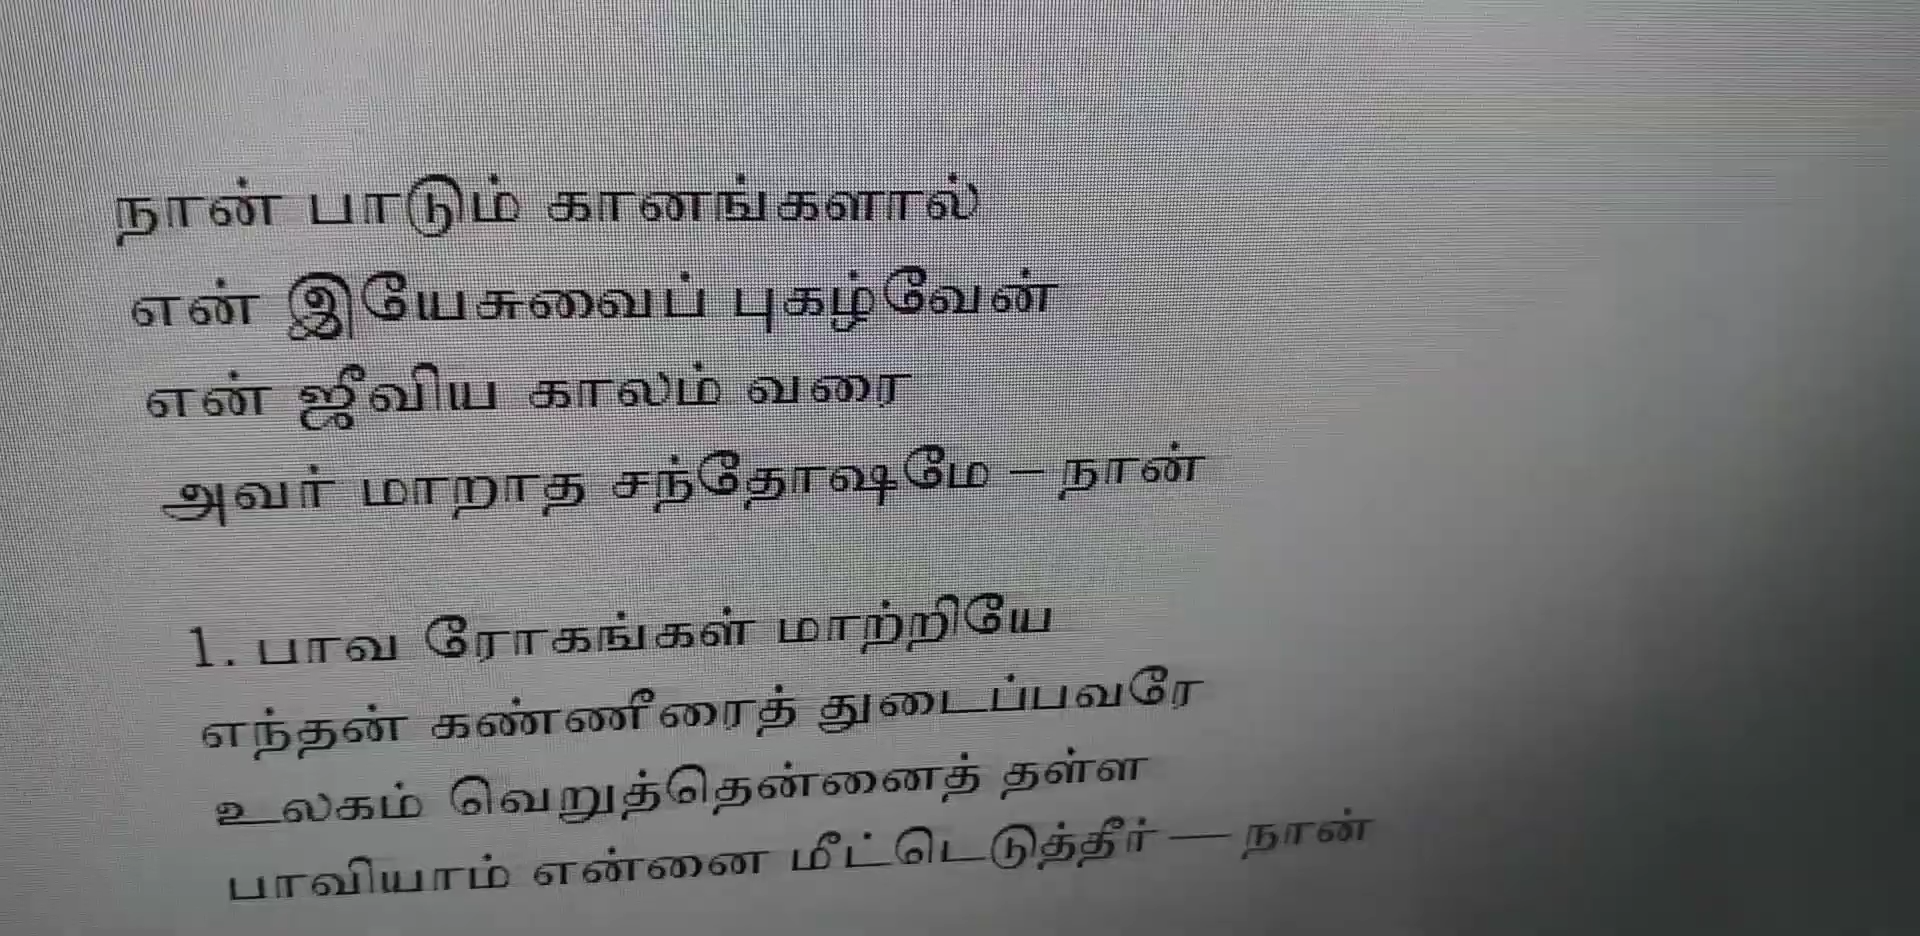 நான் பாடும் கானங்களால்
என் இயேசுவைப் புகழ்வேன்
என் ஜீவிய காலம் வரை
அவர் மாறாத சந்தோஷமே – நான்
1. பாவ ரோகங்கள் மாற்றியே
எந்தன் கண்ணீரைத் துடைப்பவரே
உலகம் வெறுத்தென்னைத் தள்ள
பாவியாம் என்னை மீட்டெடுத்தீர் — நான்